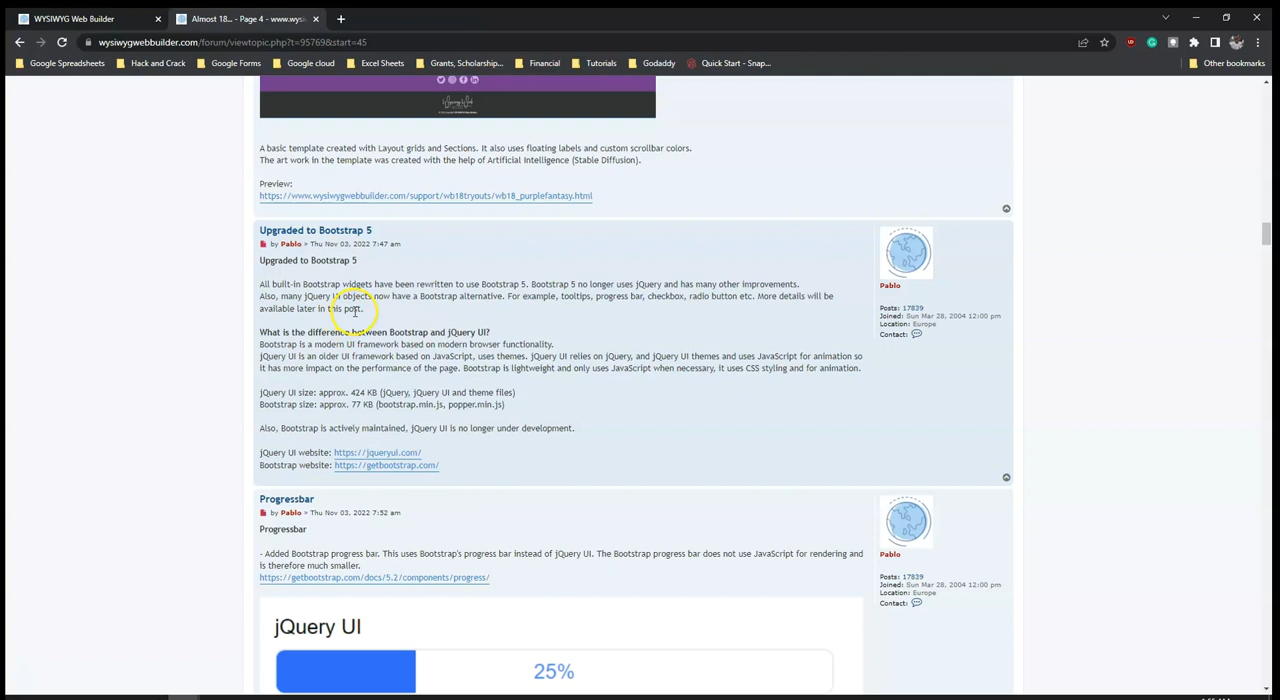 WYSIWYG Web Builder
Almost 18... - Page 4 - www.wysi
wysiwygwebbuilder.com/forum/viewtopic.php?t=95769&start=45
Google Spreadsheets
Hack and Crack
Google Forms
Google cloud
Excel Sheets
Grants, Scholarship...
Financial
Tutorials
Godaddy
Quick Start - Snap...
Other bookmarks
A basic template created with Layout grids and Sections. It also uses floating labels and custom scrollbar colors.
The art work in the template was created with the help of Artificial Intelligence (Stable Diffusion).
Preview:
https://www.wysiwygwebbuilder.com/support/wb18tryouts/wb18_purplefantasy.html
Upgraded to Bootstrap 5
by Pablo » Thu Nov 03, 2022 7:47 am
Upgraded to Bootstrap 5
All built-in Bootstrap widgets have been rewritten to use Bootstrap 5. Bootstrap 5 no longer uses jQuery and has many other improvements.
Also, many jQuery UI objects now have a Bootstrap alternative. For example, tooltips, progress bar, checkbox, radio button etc. More details will be
available later in this post.
What is the difference between Bootstrap and jQuery UI?
Bootstrap is a modern UI framework based on modern browser functionality.
jQuery UI is an older UI framework based on JavaScript, uses themes. jQuery UI relies on jQuery, and jQuery UI themes and uses JavaScript for animation so
it has more impact on the performance of the page. Bootstrap is lightweight and only uses JavaScript when necessary, it uses CSS styling and for animation.
jQuery UI size: approx. 424 KB (jQuery, jQuery UI and theme files)
Bootstrap size: approx. 77 KB (bootstrap.min.js, popper.min.js)
Also, Bootstrap is actively maintained, jQuery UI is no longer under development.
jQuery UI website: https://jqueryui.com/
Bootstrap website: https://getbootstrap.com/
Pablo
Posts: 17839
Joined: Sun Mar 28, 2004 12:00 pm
Location: Europe
Contact:
Progressbar
by Pablo » Thu Nov 03, 2022 7:52 am
Progressbar
- Added Bootstrap progress bar. This uses Bootstrap's progress bar instead of jQuery UI. The Bootstrap progress bar does not use JavaScript for rendering and
is therefore much smaller.
https://getbootstrap.com/docs/5.2/components/progress/
Pablo
Posts: 17839
Joined: Sun Mar 28, 2004 12:00 pm
Location: Europe
Contact:
jQuery UI
25%